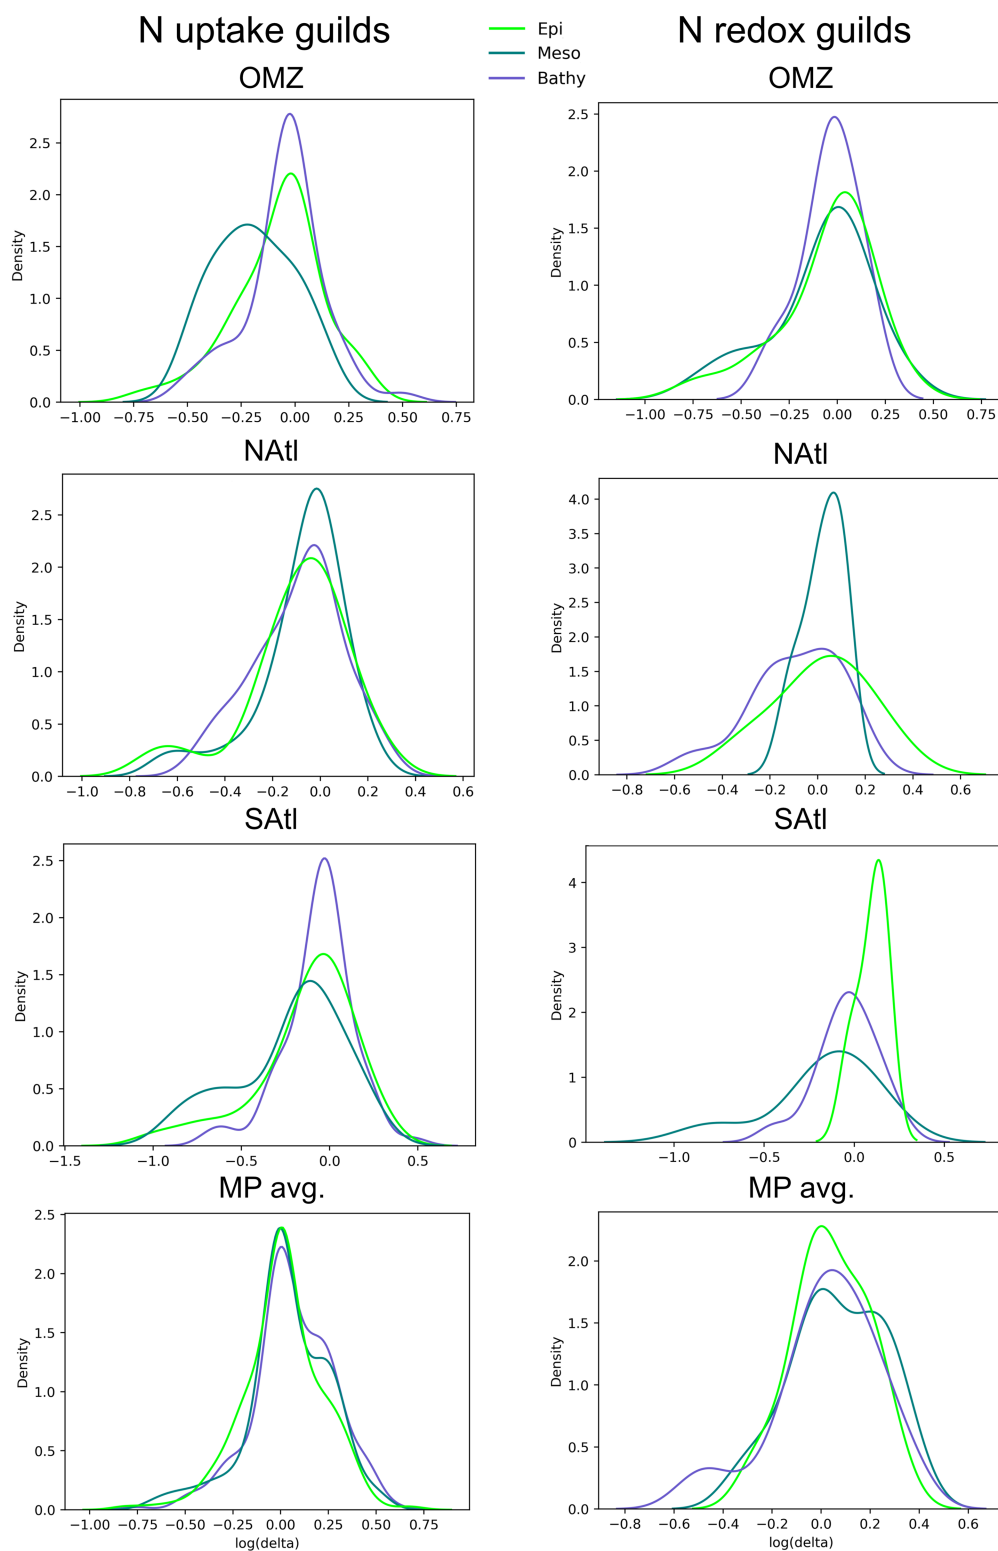 N uptake guilds
Epi
Meso
Bathy
N redox guilds
OMZ
Density
2.5
2.0
1.5
1.0
0.5
0.0
−1.00 −0.75 −0.50 −0.25 0.00 0.25 0.50 0.75
OMZ
Density
2.5
2.0
1.5
1.0
0.5
0.0
−1.00 −0.75 −0.50 −0.25 0.00 0.25 0.50 0.75
NAtl
Density
2.5
2.0
1.5
1.0
0.5
0.0
−1.0 −0.8 −0.6 −0.4 −0.2 0.0 0.2 0.4 0.6
NAtl
Density
4.0
3.5
3.0
2.5
2.0
1.5
1.0
0.5
0.0
−0.8 −0.6 −0.4 −0.2 0.0 0.2 0.4 0.6
SAtl
Density
2.5
2.0
1.5
1.0
0.5
0.0
−1.5 −1.0 −0.5 0.0 0.5
SAtl
Density
4
3
2
1
0
−1.0 −0.5 0.0 0.5
MP avg.
Density
2.5
2.0
1.5
1.0
0.5
0.0
−1.00 −0.75 −0.50 −0.25 0.00 0.25 0.50 0.75
log(delta)
MP avg.
Density
2.0
1.5
1.0
0.5
0.0
−0.8 −0.6 −0.4 −0.2 0.0 0.2 0.4 0.6
log(delta)